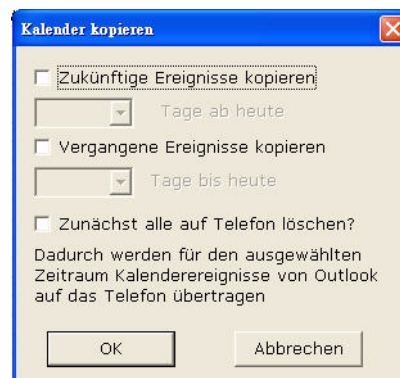 Kalender kopieren
Zukünftige Ereignisse kopieren
Tage ab heute
Vergangene Ereignisse kopieren
Tage bis heute
Zunächst alle auf Telefon löschen?
Dadurch werden für den ausgewählten
Zeitraum Kalenderereignisse von Outlook
auf das Telefon übertragen
OK
Abbrechen